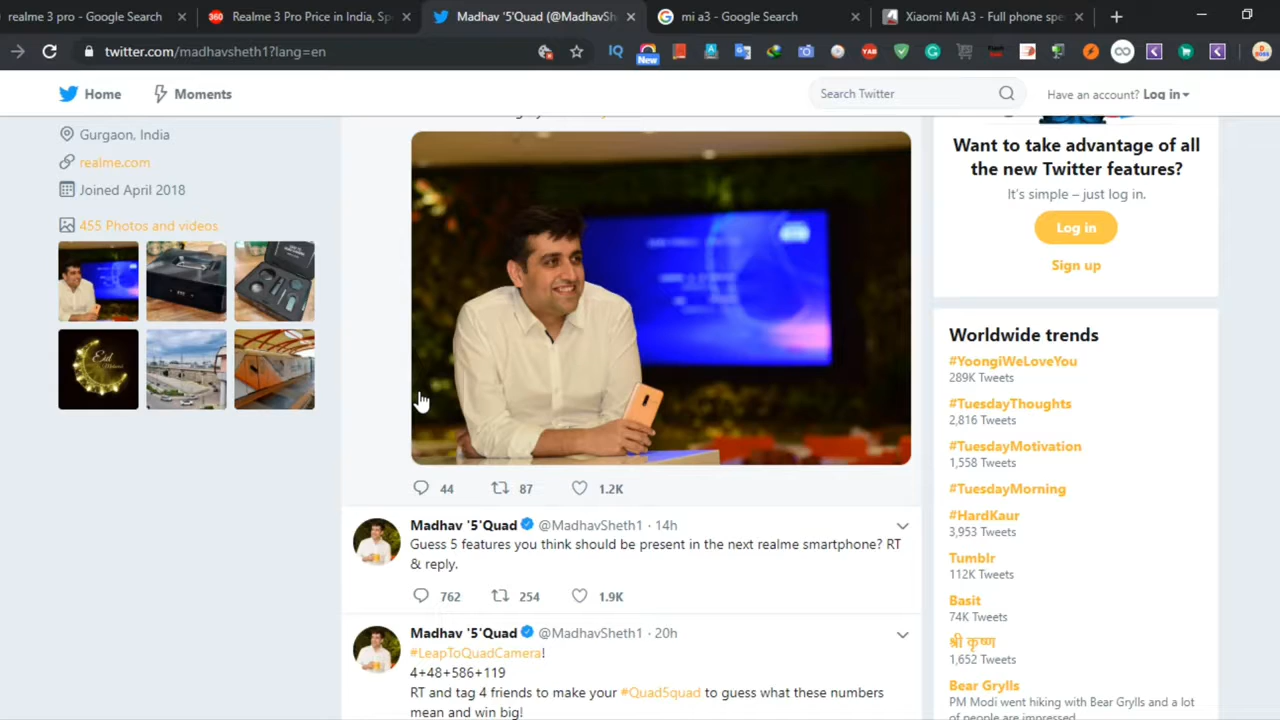 realme 3 pro - Google Search
Realme 3 Pro Price in India, Sp
Madhav '5'Quad (@MadhavSh
mi a3 - Google Search
Xiaomi Mi A3 - Full phone spe
twitter.com/madhavsheth1?lang=en
New
YAB
Home
Moments
Search Twitter
Have an account? Log in
Gurgaon, India
realme.com
Joined April 2018
455 Photos and videos
Eid
44
87
1.2K
Madhav '5'Quad @MadhavSheth1 · 14h
Guess 5 features you think should be present in the next realme smartphone? RT
& reply.
762
254
1.9K
Madhav '5'Quad @MadhavSheth1 · 20h
#LeapToQuadCamera!
4+48+586+119
RT and tag 4 friends to make your #Quad5quad to guess what these numbers
mean and win big!
Want to take advantage of all
the new Twitter features?
It's simple – just log in.
Log in
Sign up
Worldwide trends
#YoongiWeLoveYou
289K Tweets
#TuesdayThoughts
2,816 Tweets
#TuesdayMotivation
1,558 Tweets
#TuesdayMorning
#HardKaur
3,953 Tweets
Tumblr
112K Tweets
Basit
74K Tweets
श्री कृष्ण
1,652 Tweets
Bear Grylls
PM Modi went hiking with Bear Grylls and a lot
of people are impressed